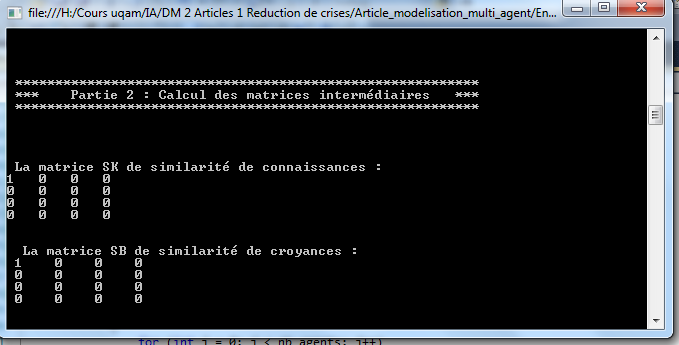 file:///H:/Cours uqam/IA/DM 2 Articles 1 Reduction de crises/Article_modelisation_multi_agent/En...
**********************************************************
***    Partie 2 : Calcul des matrices intermédiaires   ***
**********************************************************
La matrice SK de similarité de connaissances :
1 0 0 0
0 0 0 0
0 0 0 0
0 0 0 0
La matrice SB de similarité de croyances :
1 0 0 0
0 0 0 0
0 0 0 0
0 0 0 0
for (int j = 0; j < nb_agents; j++)